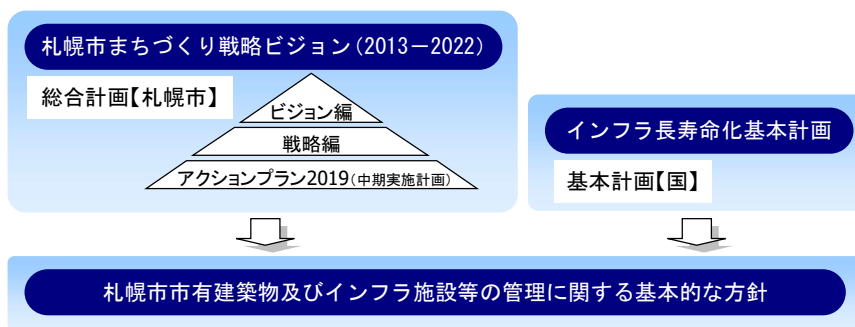 札幌市まちづくり戦略ビジョン(2013－2022)
総合計画【札幌市】
ビジョン編
戦略編
アクションプラン2019(中期実施計画)
インフラ長寿命化基本計画
基本計画【国】
札幌市市有建築物及びインフラ施設等の管理に関する基本的な方針